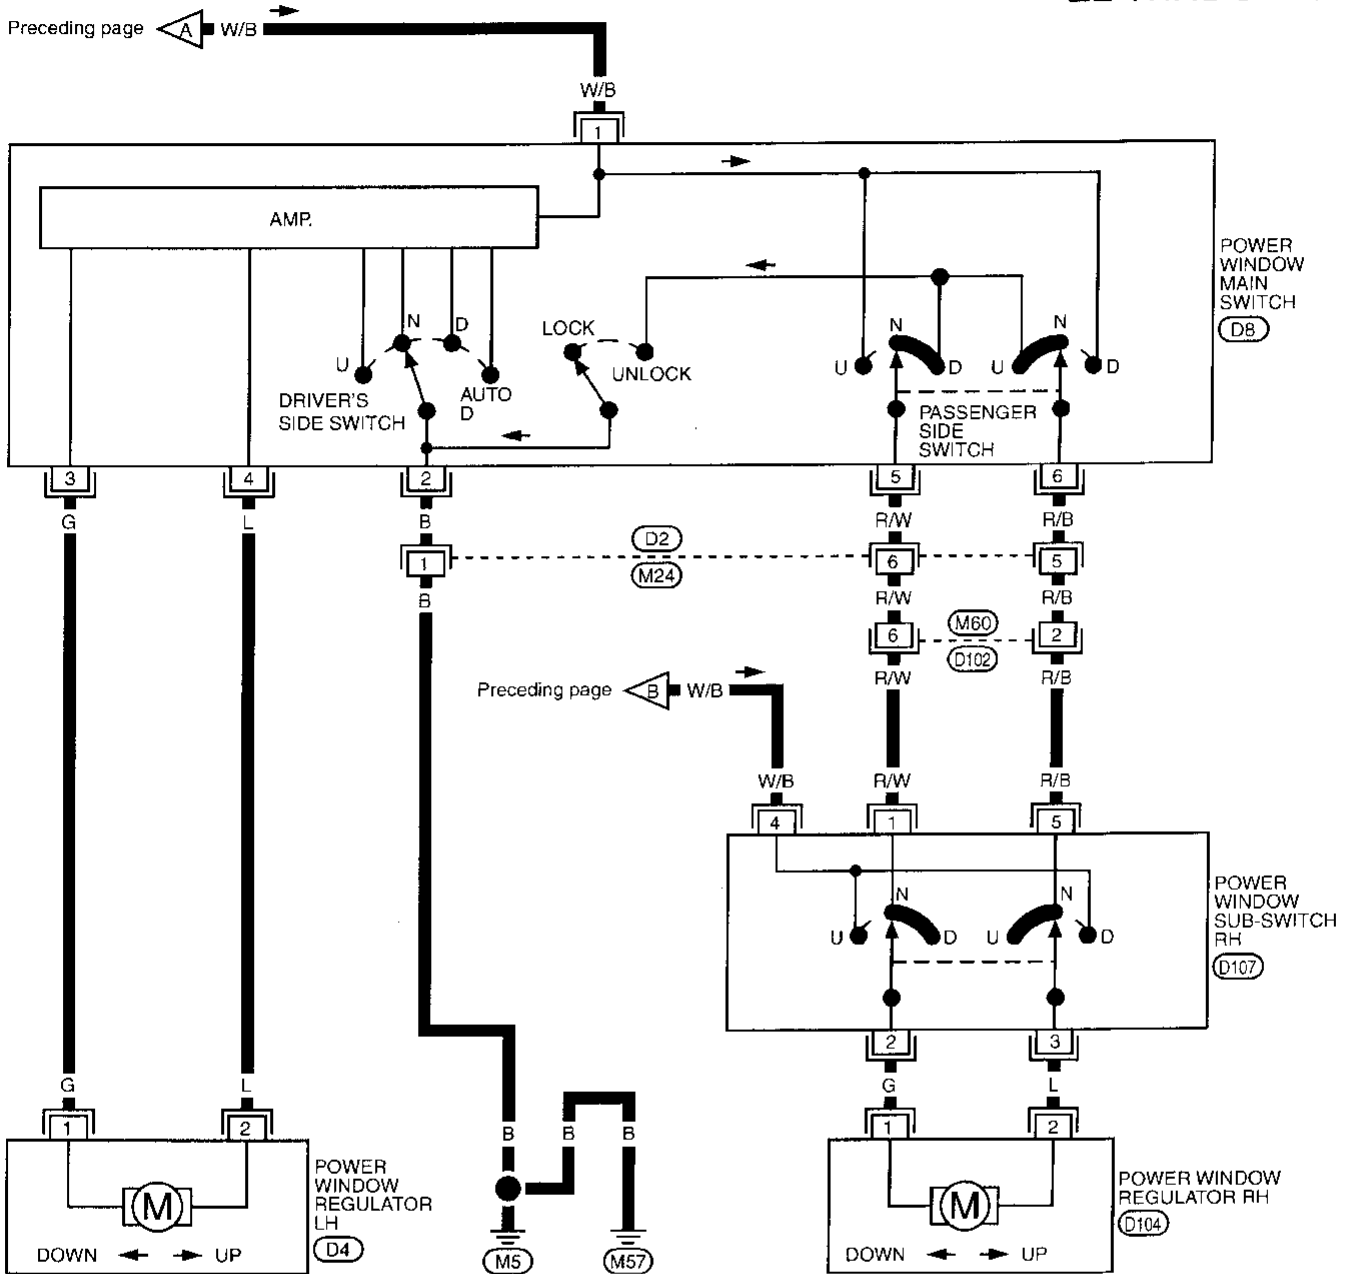 Preceding page A W/B
W/B
1
AMP.
POWER
WINDOW
MAIN
SWITCH
D8
U N D
AUTO
D
DRIVER'S
SIDE SWITCH
LOCK
UNLOCK
U N D
U N D
PASSENGER
SIDE
SWITCH
3 4 2 5 6
G L B R/W R/B
D2
1 6 5
M24
B R/W R/B
6 M60 2
D102
R/W R/B
Preceding page B W/B
W/B R/W R/B
4 1 5
POWER
WINDOW
SUB-SWITCH
RH
D107
U N D
U N D
2 3
G L G L
1 2 1 2
B B B
POWER
WINDOW
REGULATOR
LH
D4
M
DOWN UP
M5 M57
POWER WINDOW
REGULATOR RH
D104
M
DOWN UP